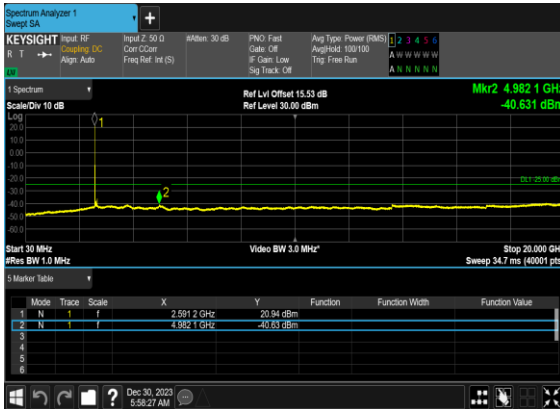 Spectrum Analyzer 1
Swept SA
+
KEYSIGHT
R T
Input: RF
Coupling: DC
Align: Auto
Input Z: 50 Ω
Corr CCorr
Freq Ref: Int (S)
#Atten: 30 dB
PNO: Fast
Gate: Off
IF Gain: Low
Sig Track: Off
Avg Type: Power (RMS)
Avg|Hold: 100/100
Trig: Free Run
1 2 3 4 5 6
A W W W W W
A N N N N N
1 Spectrum
Scale/Div 10 dB
Ref Lvl Offset 15.53 dB
Ref Level 30.00 dBm
Mkr2 4.982 1 GHz
-40.631 dBm
Log
20.0
10.0
0.00
-10.0
-20.0
-30.0
-40.0
-50.0
-60.0
1
2
Start 30 MHz
#Res BW 1.0 MHz
Video BW 3.0 MHz*
Stop 20.000 GH
Sweep 34.7 ms (40001 pts
5 Marker Table
Mode Trace Scale X Y Function Function Width Function Value
1 N 1 f 2.591 2 GHz 20.94 dBm
2 N 1 f 4.982 1 GHz -40.63 dBm
3
4
5
6
?
Dec 30, 2023
5:58:27 AM